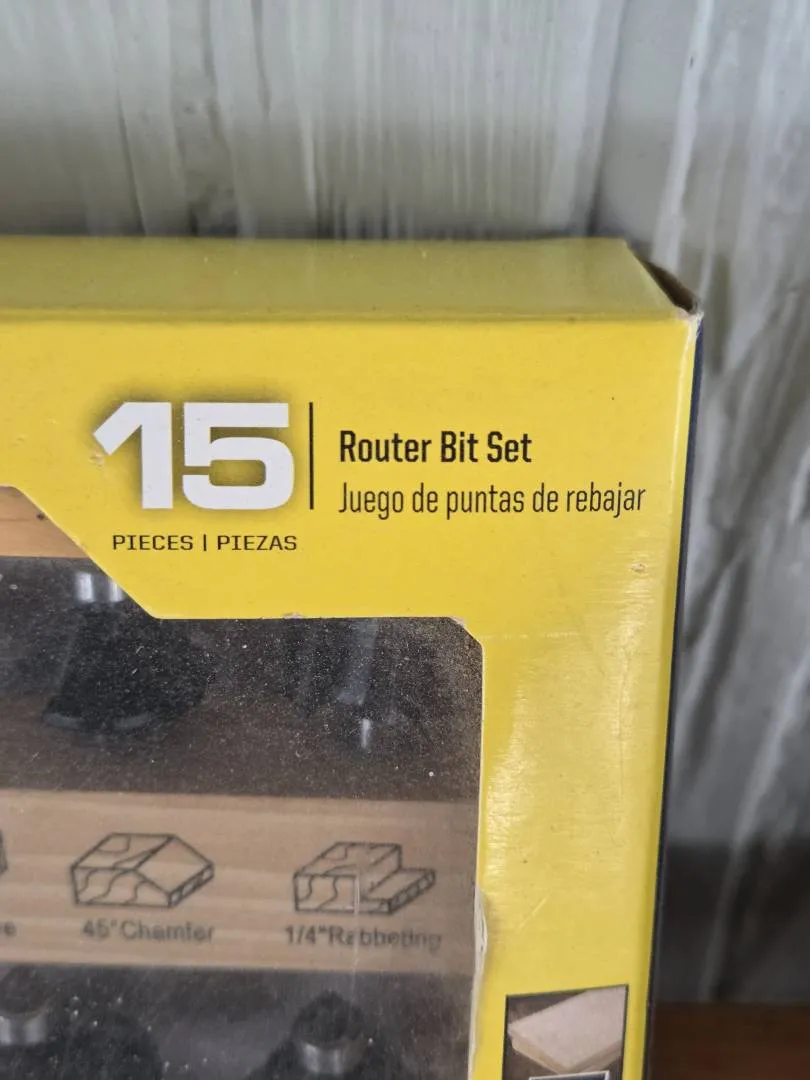 15
PIECES | PIEZAS
Router Bit Set
Juego de puntas de rebajar
45°Chamfer
1/4"Rabbeting